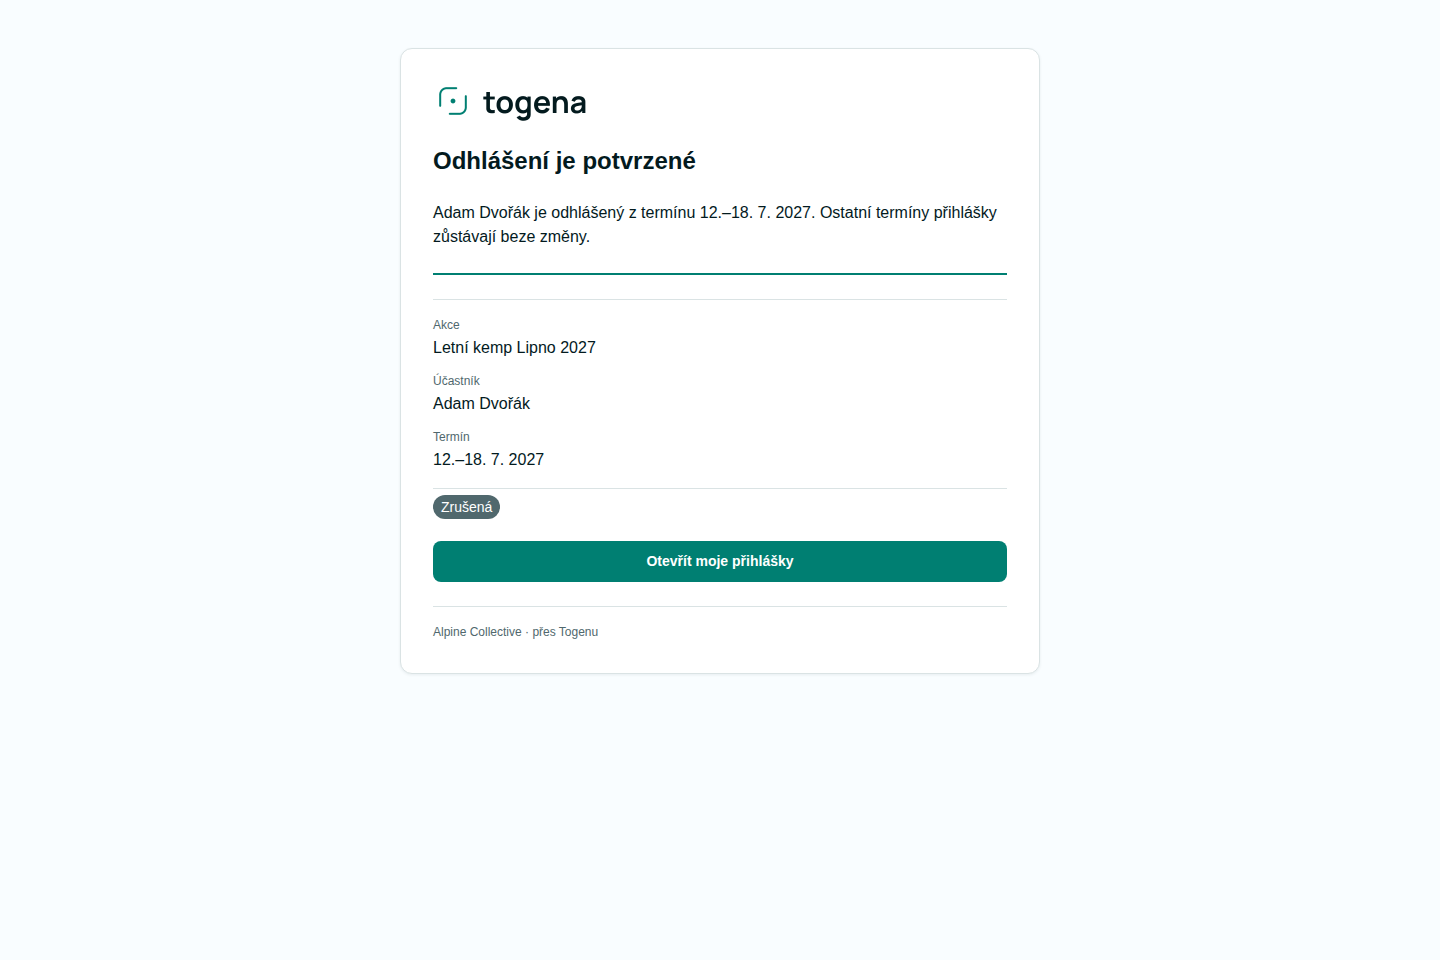 togena
Odhlášení je potvrzené
Adam Dvořák je odhlášený z termínu 12.–18. 7. 2027. Ostatní termíny přihlášky
zůstávají beze změny.
Akce
Letní kemp Lipno 2027
Účastník
Adam Dvořák
Termín
12.–18. 7. 2027
Zrušená
Otevřít moje přihlášky
Alpine Collective · přes Togenu